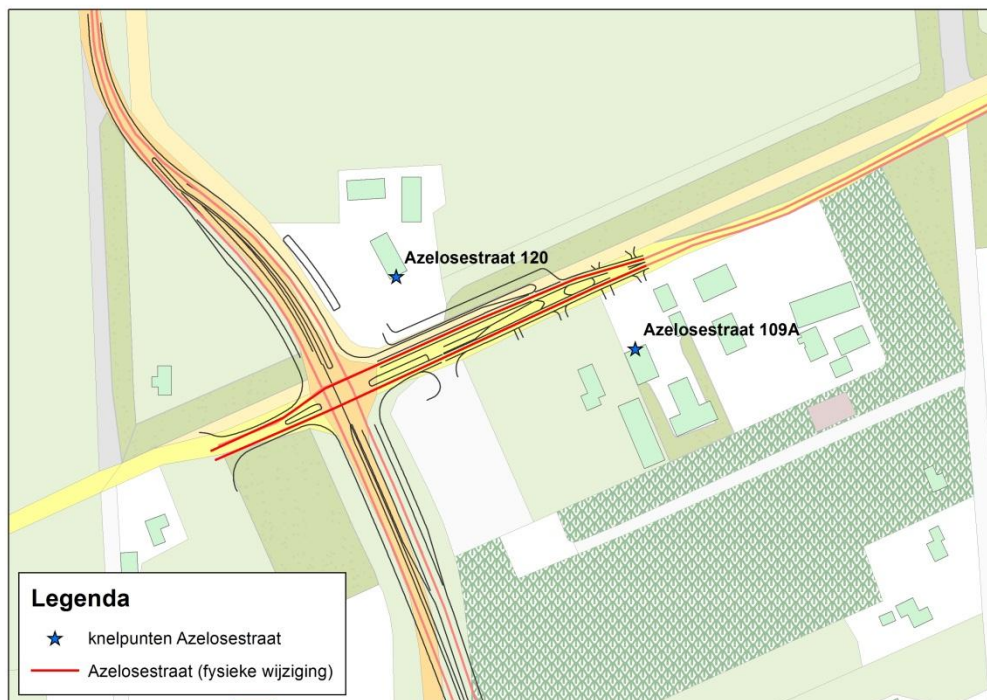 Azelosestraat 120
Azelosestraat 109A
Legenda
knelpunten Azelosestraat
Azelosestraat (fysieke wijziging)